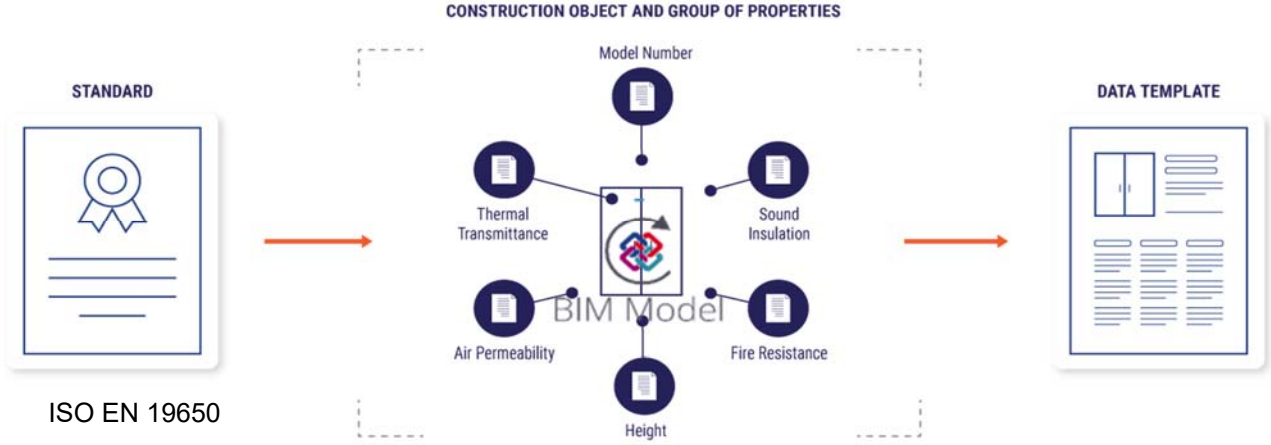 CONSTRUCTION OBJECT AND GROUP OF PROPERTIES
STANDARD
ISO EN 19650
Model Number
Thermal
Transmittance
Sound
Insulation
BIM Model
Air Permeability
Fire Resistance
Height
DATA TEMPLATE